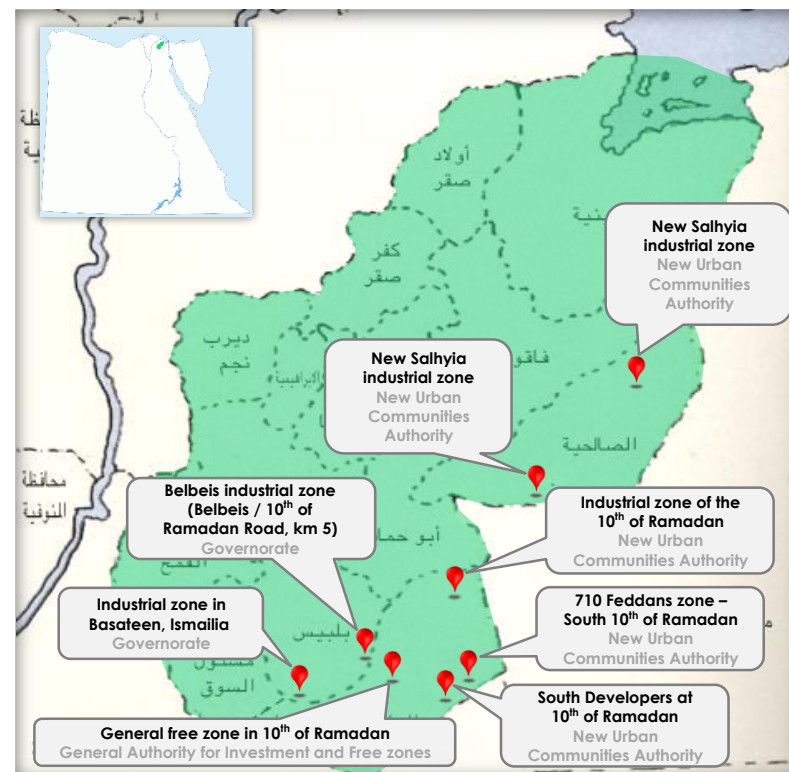 أولاد
صقر
كفر
صقر
ديرب
نجم
الإبراهيمية
فاقو
الصالحية
New Salhyia
industrial zone
New Urban
Communities
Authority
New Salhyia
industrial zone
New Urban
Communities
Authority
محافظة
المنوفية
Belbeis industrial zone
(Belbeis / 10th of
Ramadan Road, km 5)
Governorate
أبو حما
Industrial zone of the
10th of Ramadan
New Urban
Communities Authority
Industrial zone in
Basateen, Ismailia
Governorate
بلبيس
السوق
710 Feddans zone –
South 10th of Ramadan
New Urban
Communities Authority
South Developers at
10th of Ramadan
New Urban
Communities Authority
General free zone in 10th of Ramadan
General Authority for Investment and Free zones